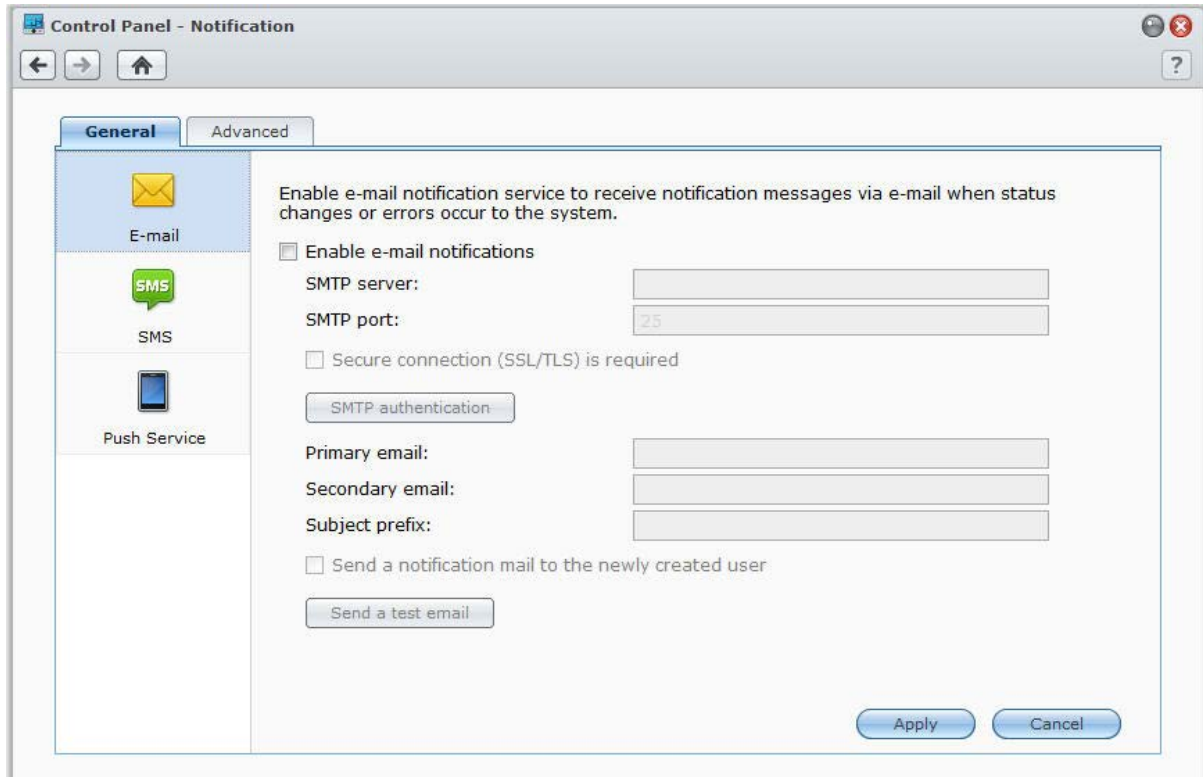 Control Panel - Notification
?
General
Advanced
E-mail
SMS
SMS
Push Service
Enable e-mail notification service to receive notification messages via e-mail when status
changes or errors occur to the system.
Enable e-mail notifications
SMTP server:
SMTP port:
25
Secure connection (SSL/TLS) is required
SMTP authentication
Primary email:
Secondary email:
Subject prefix:
Send a notification mail to the newly created user
Send a test email
Apply
Cancel